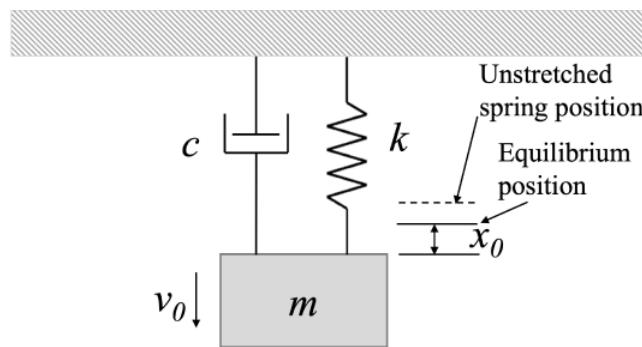 Unstretched
spring position
c
k
Equilibrium
position
x0
v0
m